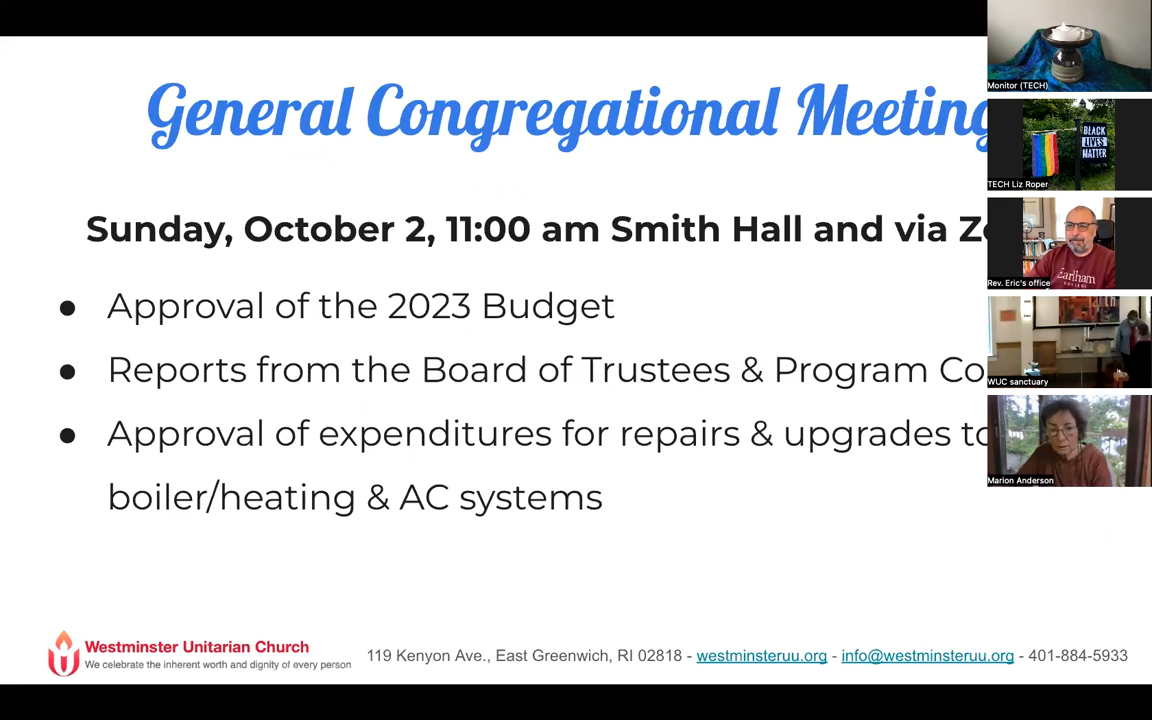 General Congregational Meeting
Sunday, October 2, 11:00 am Smith Hall and via
● Approval of the 2023 Budget
● Reports from the Board of Trustees & Program
● Approval of expenditures for repairs & upgrades to
boiler/heating & AC systems
Westminster Unitarian Church
We celebrate the inherent worth and dignity of every person
119 Kenyon Ave., East Greenwich, RI 02818 - westminsteruu.org - info@westminsteruu.org - 401-884-5933
Monitor (TECH)
BLACK
LIVES
MATTER
TECH Liz Roper
Earlham
COLLEGE
Rev. Eric's office
WUC sanctuary
Marion Anderson